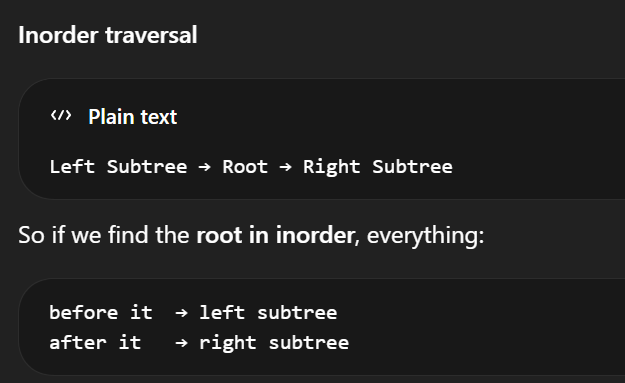 Inorder traversal
</> Plain text
Left Subtree → Root → Right Subtree
So if we find the root in inorder, everything:
before it  → left subtree
after it   → right subtree